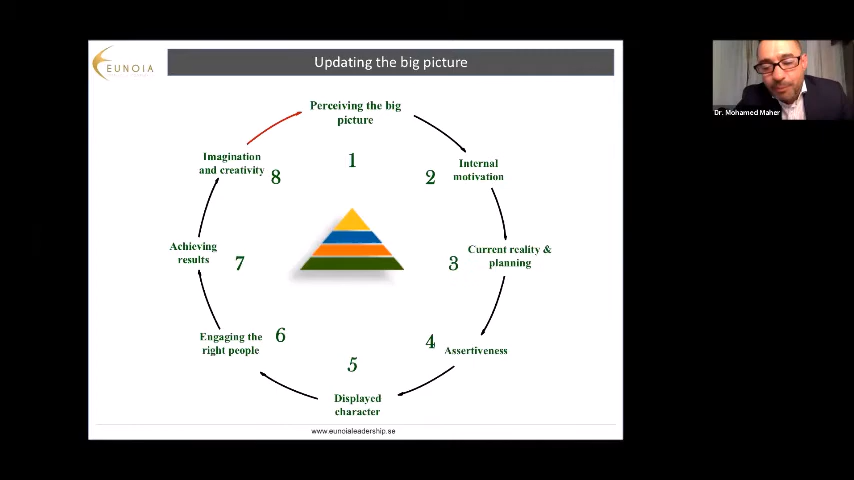 EUNOIA
Updating the big picture
Perceiving the big
picture
1
Internal
motivation
2
Current reality &
planning
3
Assertiveness
4
Displayed
character
5
Engaging the
right people
6
Achieving
results
7
Imagination
and creativity
8
www.eunoialeadership.se
Dr. Mohamed Maher